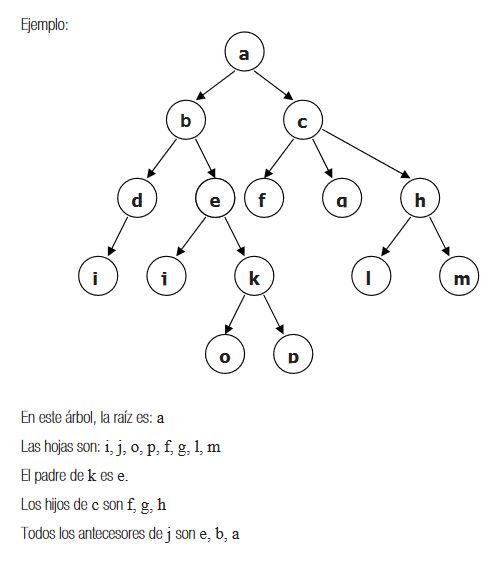 Ejemplo:
a
b c
d e f g h
i j k l m
o p
En este árbol, la raíz es: a
Las hojas son: i, j, o, p, f, g, l, m
El padre de k es e.
Los hijos de c son f, g, h
Todos los antecesores de j son e, b, a